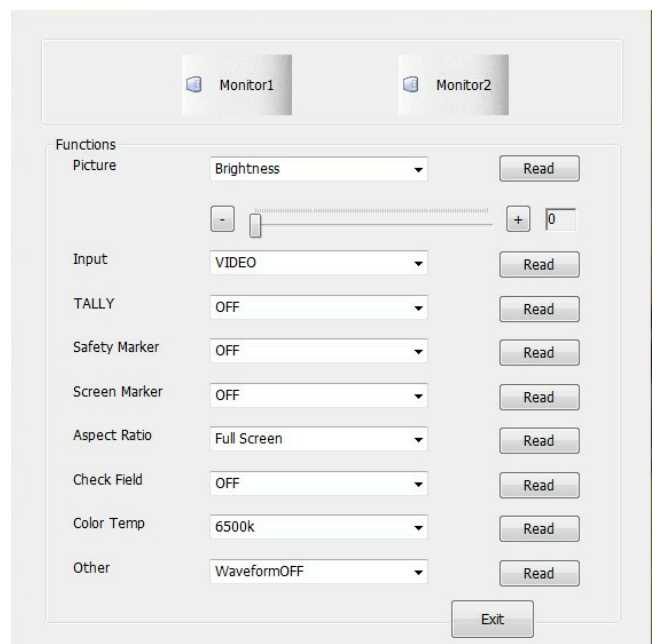 Monitor1 Monitor2
Functions
Picture Brightness Read
- + 0
Input VIDEO Read
TALLY OFF Read
Safety Marker OFF Read
Screen Marker OFF Read
Aspect Ratio Full Screen Read
Check Field OFF Read
Color Temp 6500k Read
Other WaveformOFF Read
Exit